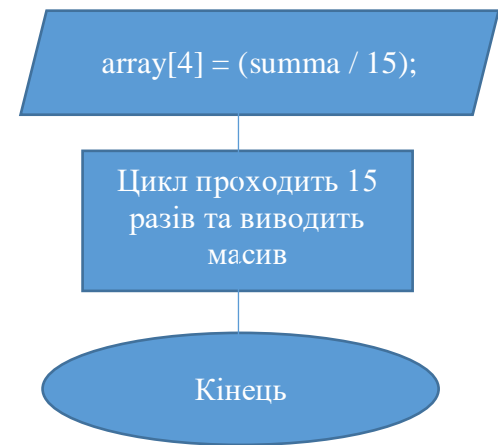 array[4] = (summa / 15);
Цикл проходить 15
разів та виводить
масив
Кінець